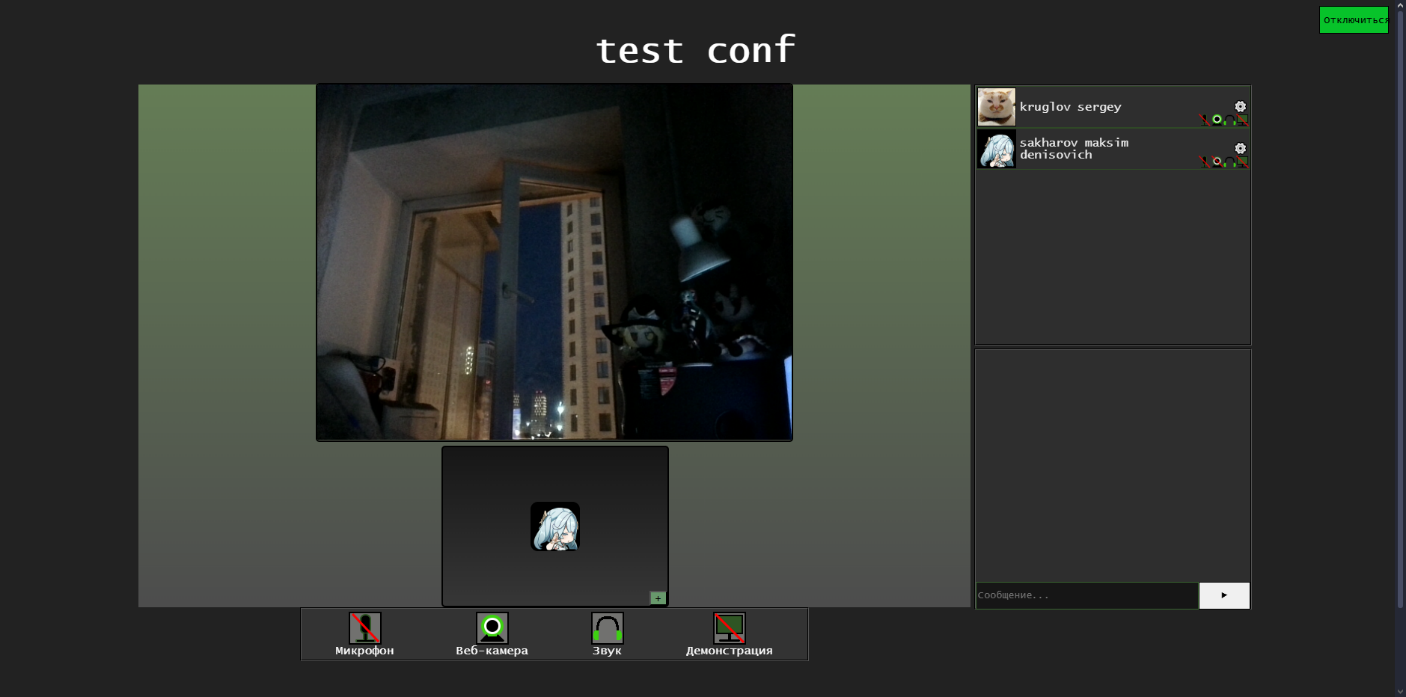 Отключиться
test conf
kruglov sergey
sakharov maksim
denisovich
+
Сообщение...
Микрофон
Веб-камера
Звук
Демонстрация